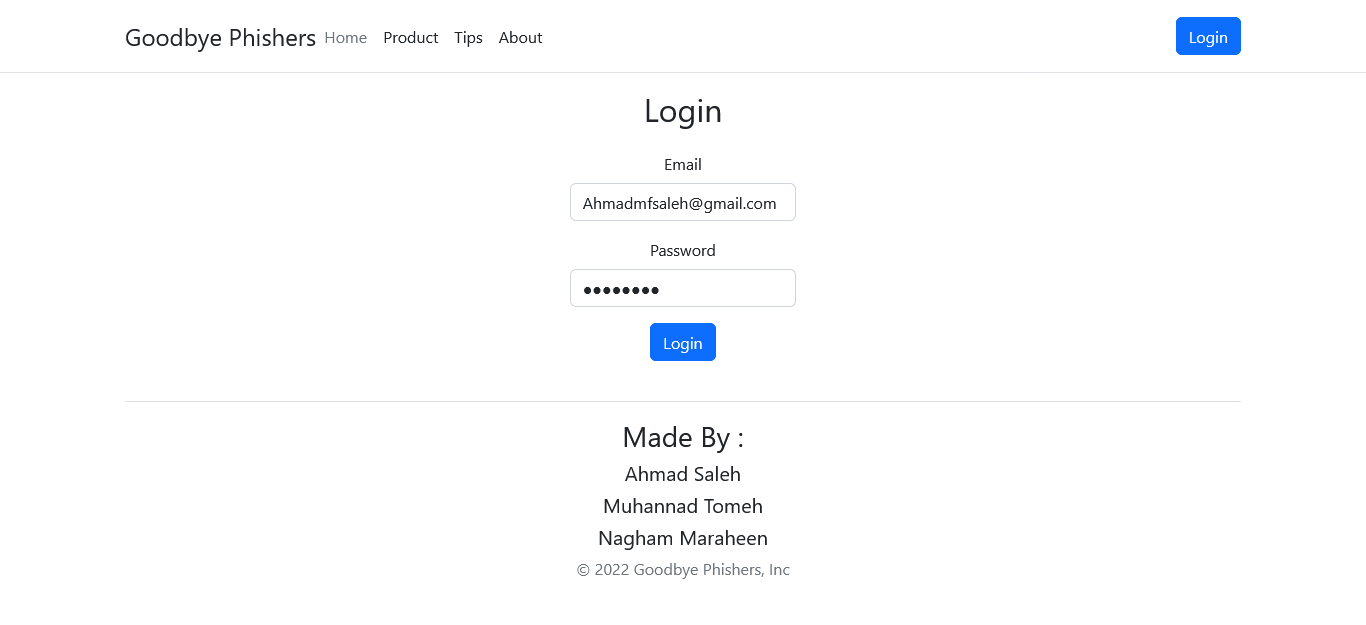 Goodbye Phishers Home Product Tips About Login
Login
Email
Ahmadmfsaleh@gmail.com
Password
●●●●●●●●
Login
Made By :
Ahmad Saleh
Muhannad Tomeh
Nagham Maraheen
© 2022 Goodbye Phishers, Inc